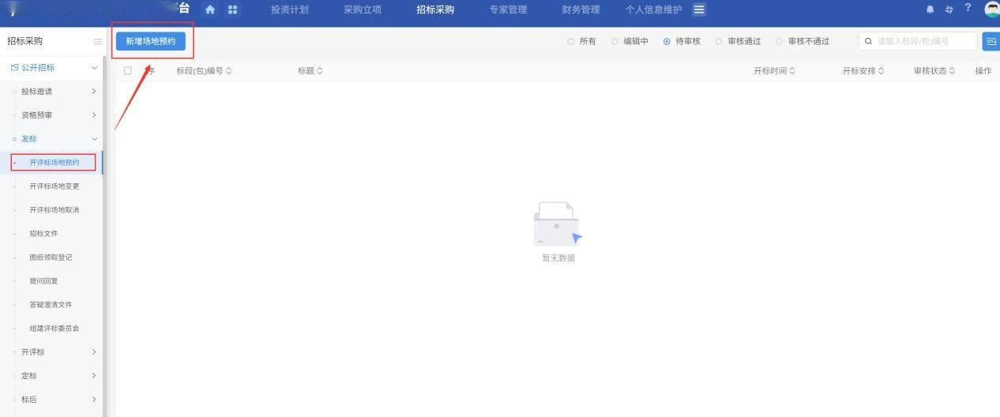 台
投资计划
采购立项
招标采购
专家管理
财务管理
个人信息维护
?
招标采购
公开招标
投标邀请
资格预审
发标
开评标场地预约
开评标场地变更
开评标场地取消
招标文件
图纸领取登记
提问回复
答疑澄清文件
组建评标委员会
开评标
定标
标后
新增场地预约
所有
编辑中
待审核
审核通过
审核不通过
请输入标段(包)编号
序
标段(包)编号
标题
开标时间
开标安排
审核状态
操作
暂无数据